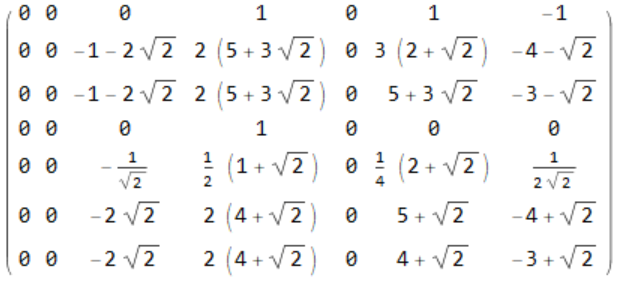 0 0 0 1 0 1 -1
0 0 -1 - 2 √2 2 (5 + 3 √2) 0 3 (2 + √2) -4 - √2
0 0 -1 - 2 √2 2 (5 + 3 √2) 0 5 + 3 √2 -3 - √2
0 0 0 1 0 0 0
0 0 -1/√2 1/2 (1 + √2) 0 1/4 (2 + √2) 1/(2 √2)
0 0 -2 √2 2 (4 + √2) 0 5 + √2 -4 + √2
0 0 -2 √2 2 (4 + √2) 0 4 + √2 -3 + √2